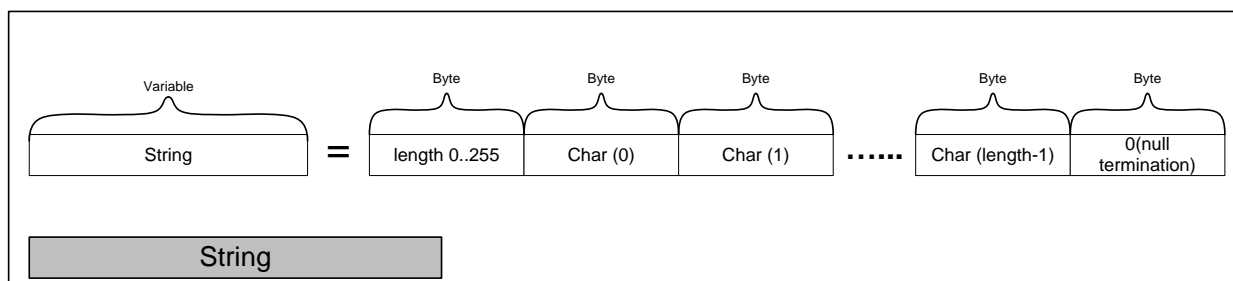 Variable
Byte
Byte
Byte
Byte
Byte
String
=
length 0..255
Char (0)
Char (1)
......
Char (length-1)
0(null
termination)
String